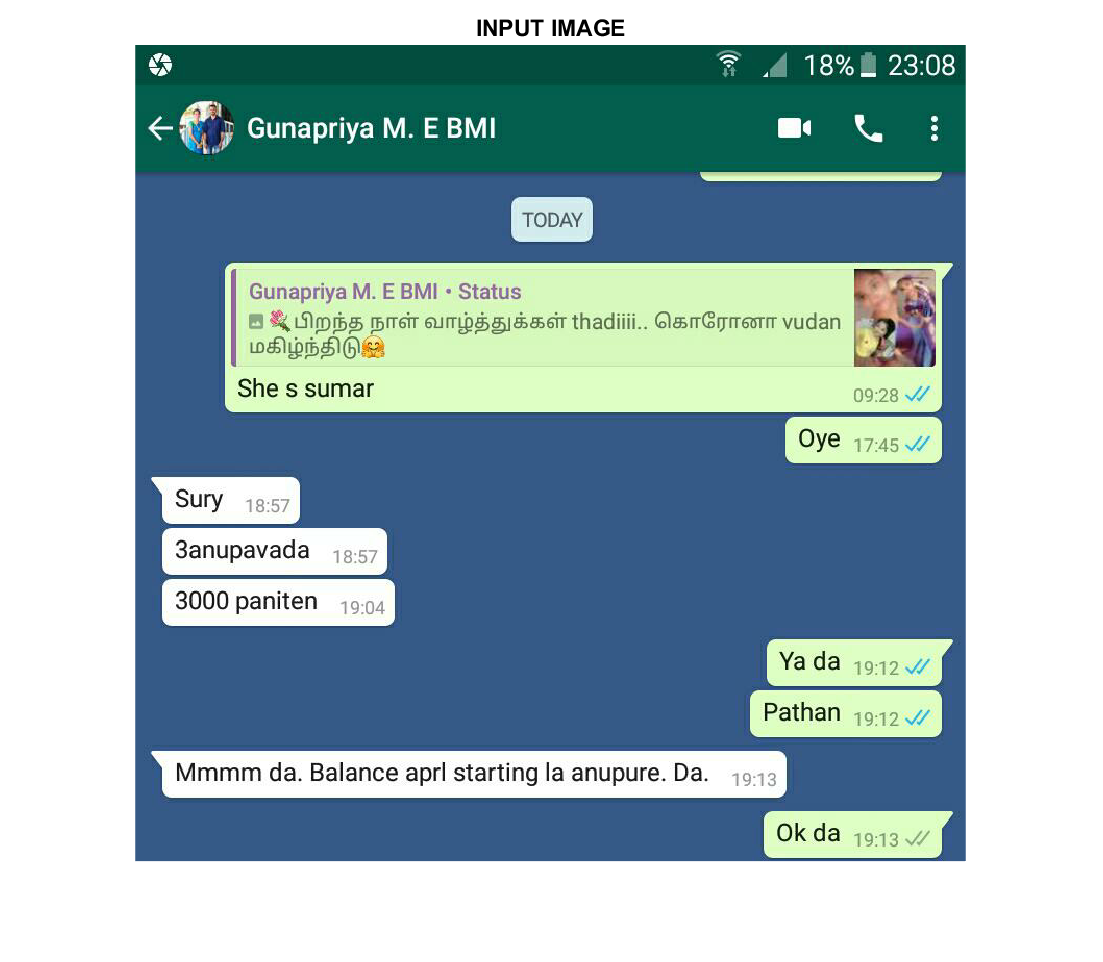 INPUT IMAGE
18% 23:08
Gunapriya M. E BMI
TODAY
Gunapriya M. E BMI • Status
பிறந்த நாள் வாழ்த்துக்கள் thadiiii.. கொரோனா vudan
மகிழ்ந்திடு
She s sumar 09:28
Oye 17:45
Sury 18:57
3anupavada 18:57
3000 paniten 19:04
Ya da 19:12
Pathan 19:12
Mmmm da. Balance aprl starting la anupure. Da. 19:13
Ok da 19:13